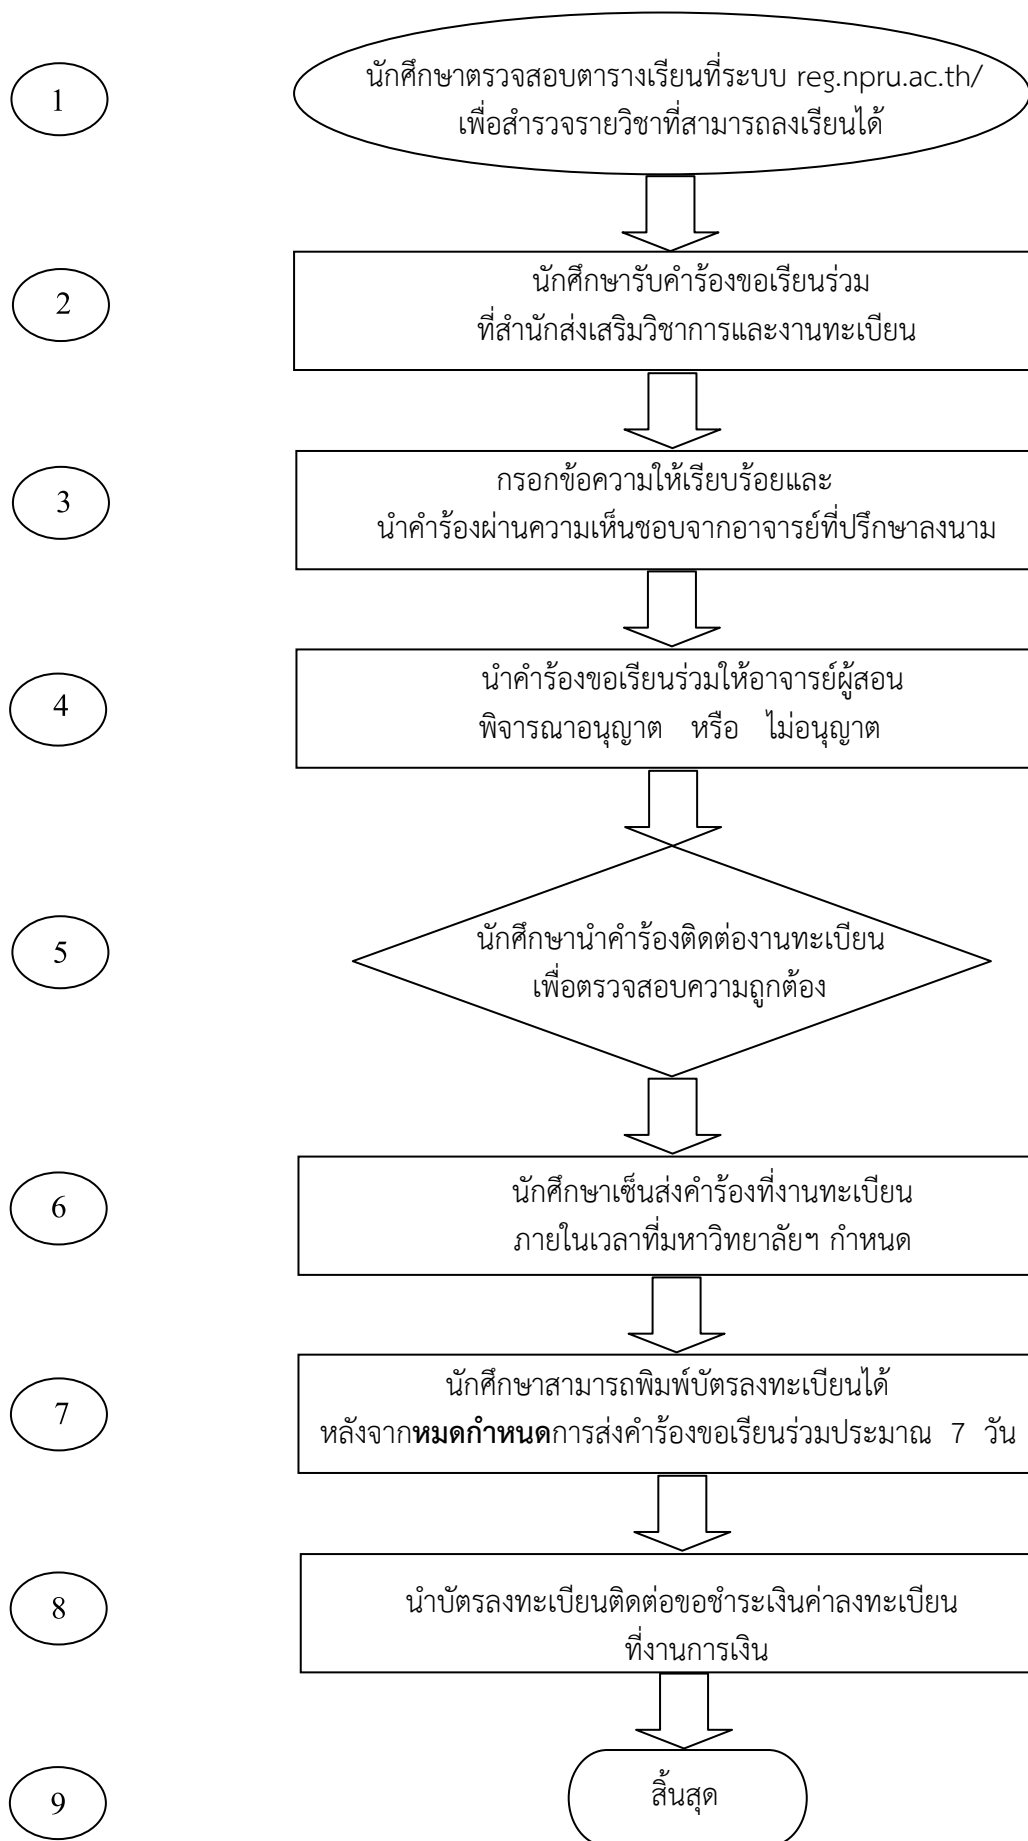 1
นักศึกษาตรวจสอบตารางเรียนที่ระบบ reg.npru.ac.th/
เพื่อสำรวจรายวิชาที่สามารถลงเรียนได้
2
นักศึกษารับคำร้องขอเรียนร่วม
ที่สำนักส่งเสริมวิชาการและงานทะเบียน
3
กรอกข้อความให้เรียบร้อยและ
นำคำร้องผ่านความเห็นชอบจากอาจารย์ที่ปรึกษาลงนาม
4
นำคำร้องขอเรียนร่วมให้อาจารย์ผู้สอน
พิจารณาอนุญาต หรือ ไม่อนุญาต
5
นักศึกษานำคำร้องติดต่องานทะเบียน
เพื่อตรวจสอบความถูกต้อง
6
นักศึกษาเซ็นส่งคำร้องที่งานทะเบียน
ภายในเวลาที่มหาวิทยาลัยฯ กำหนด
7
นักศึกษาสามารถพิมพ์บัตรลงทะเบียนได้
หลังจากหมดกำหนดการส่งคำร้องขอเรียนร่วมประมาณ 7 วัน
8
นำบัตรลงทะเบียนติดต่อขอชำระเงินค่าลงทะเบียน
ที่งานการเงิน
9
สิ้นสุด